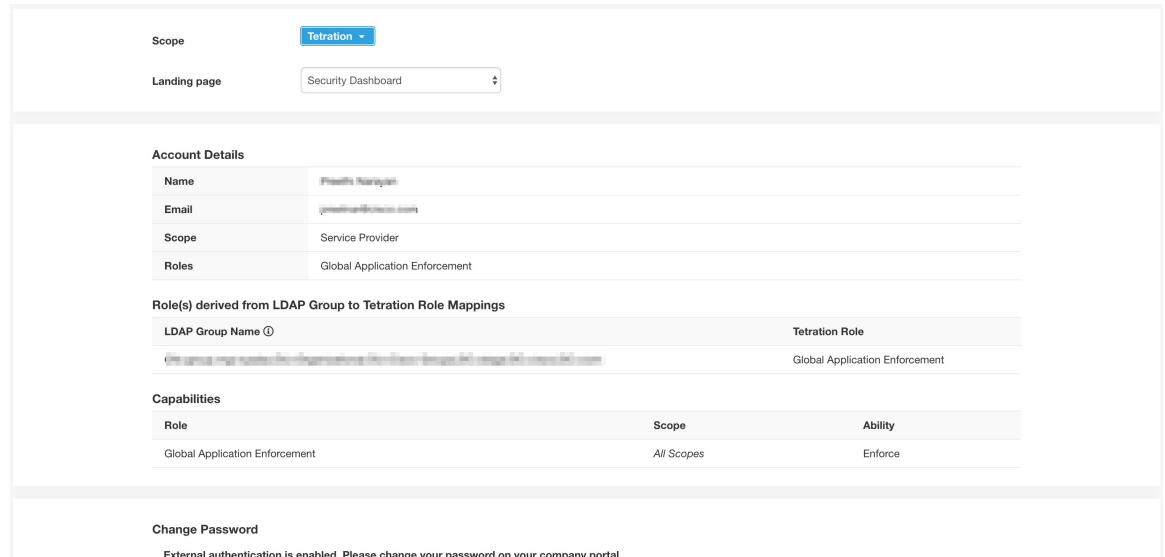 Scope Tetration
Landing page Security Dashboard
Account Details
Name
Email
Scope Service Provider
Roles Global Application Enforcement
Role(s) derived from LDAP Group to Tetration Role Mappings
LDAP Group Name Tetration Role
Global Application Enforcement
Capabilities
Role Scope Ability
Global Application Enforcement All Scopes Enforce
Change Password
External authentication is enabled. Please change your password on your company portal